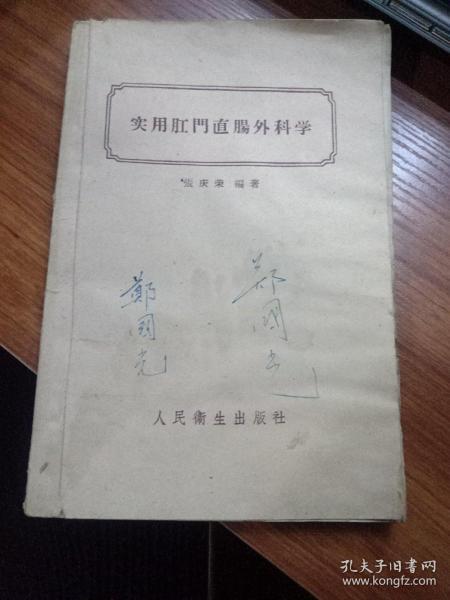 实用肛門直腸外科学
張庆荣 編著
鄭國光
鄭國光
人民衛生出版社
孔夫子旧书网
www.kongfz.com